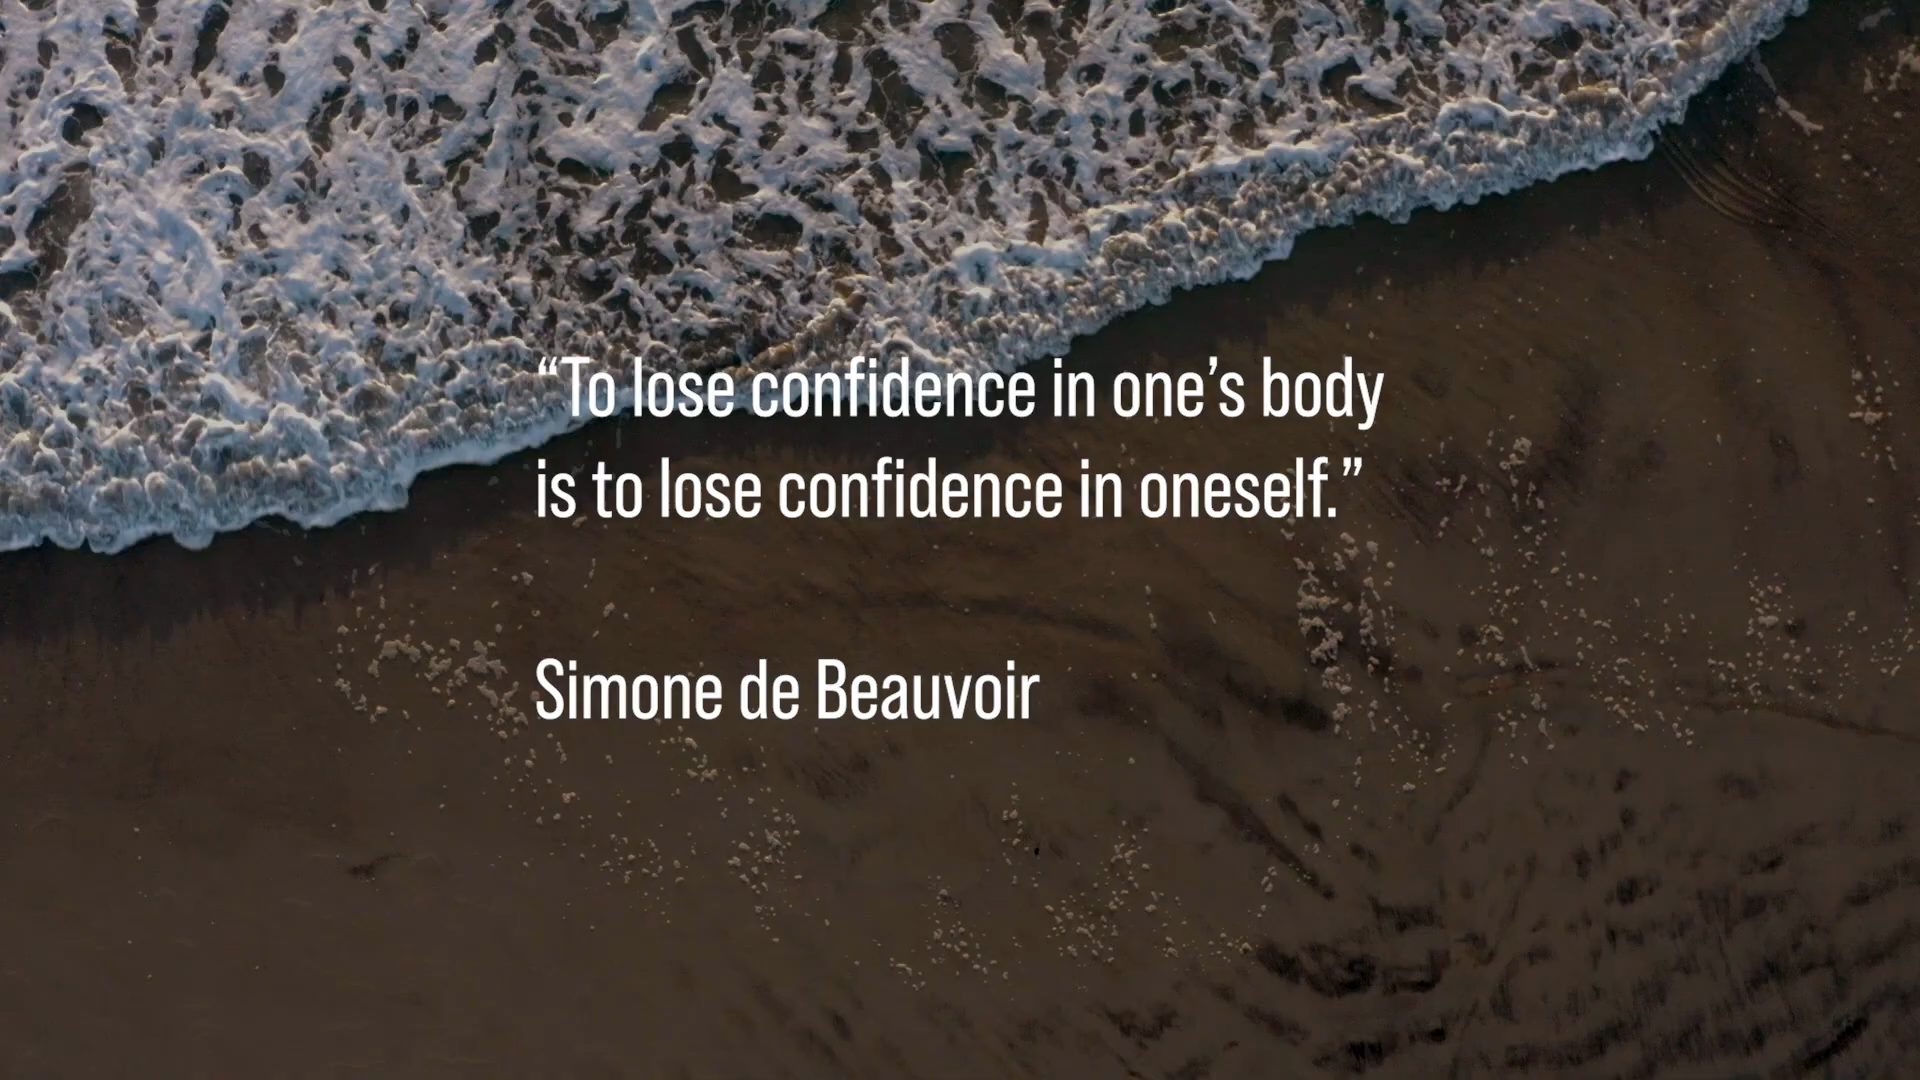 “To lose confidence in one’s body
is to lose confidence in oneself.”
Simone de Beauvoir